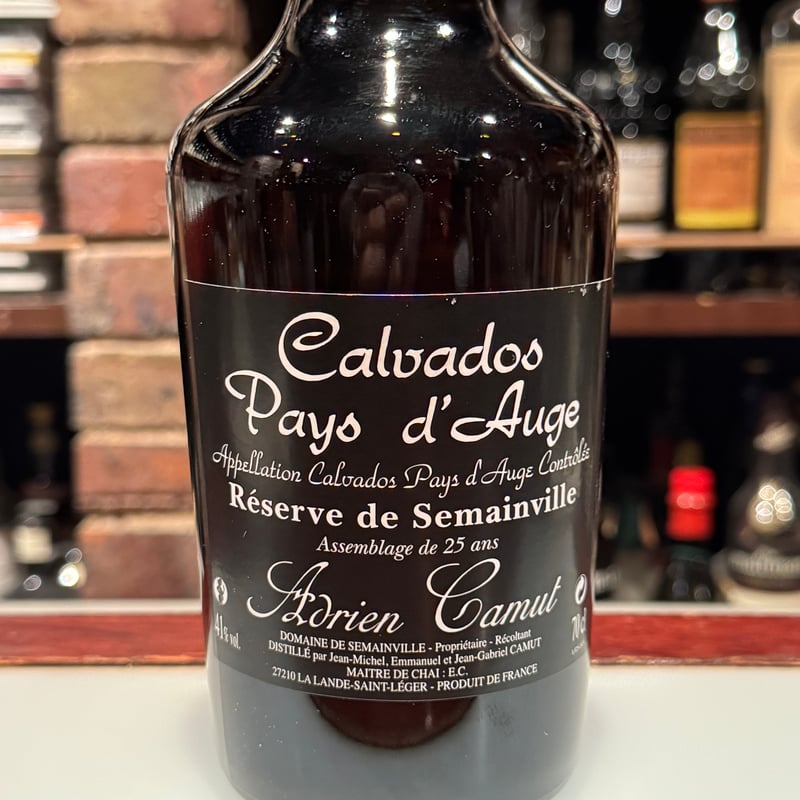 Calvados
Pays d'Auge
Appellation Calvados Pays d'Auge Contrôlée
Réserve de Semainville
Assemblage de 25 ans
Adrien Camut
41% vol.
70 cl
DOMAINE DE SEMAINVILLE - Propriétaire - Récoltant
DISTILLÉ par Jean-Michel, Emmanuel et Jean-Gabriel CAMUT
MAITRE DE CHAI : E.C.
27210 LA LANDE-SAINT-LÉGER - PRODUIT DE FRANCE